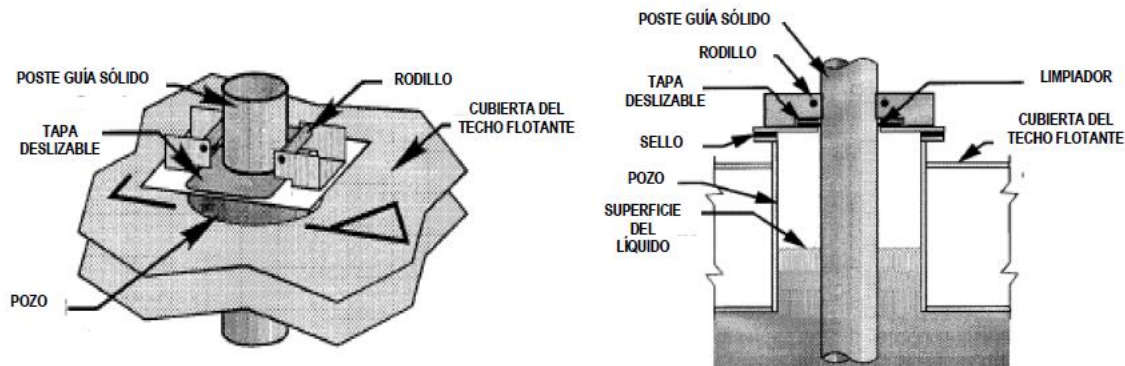 POSTE GUÍA SÓLIDO
RODILLO
TAPA
DESLIZABLE
CUBIERTA DEL
TECHO FLOTANTE
POZO
POSTE GUÍA SÓLIDO
RODILLO
TAPA
DESLIZABLE
LIMPIADOR
SELLO
CUBIERTA DEL
TECHO FLOTANTE
POZO
SUPERFICIE
DEL
LÍQUIDO